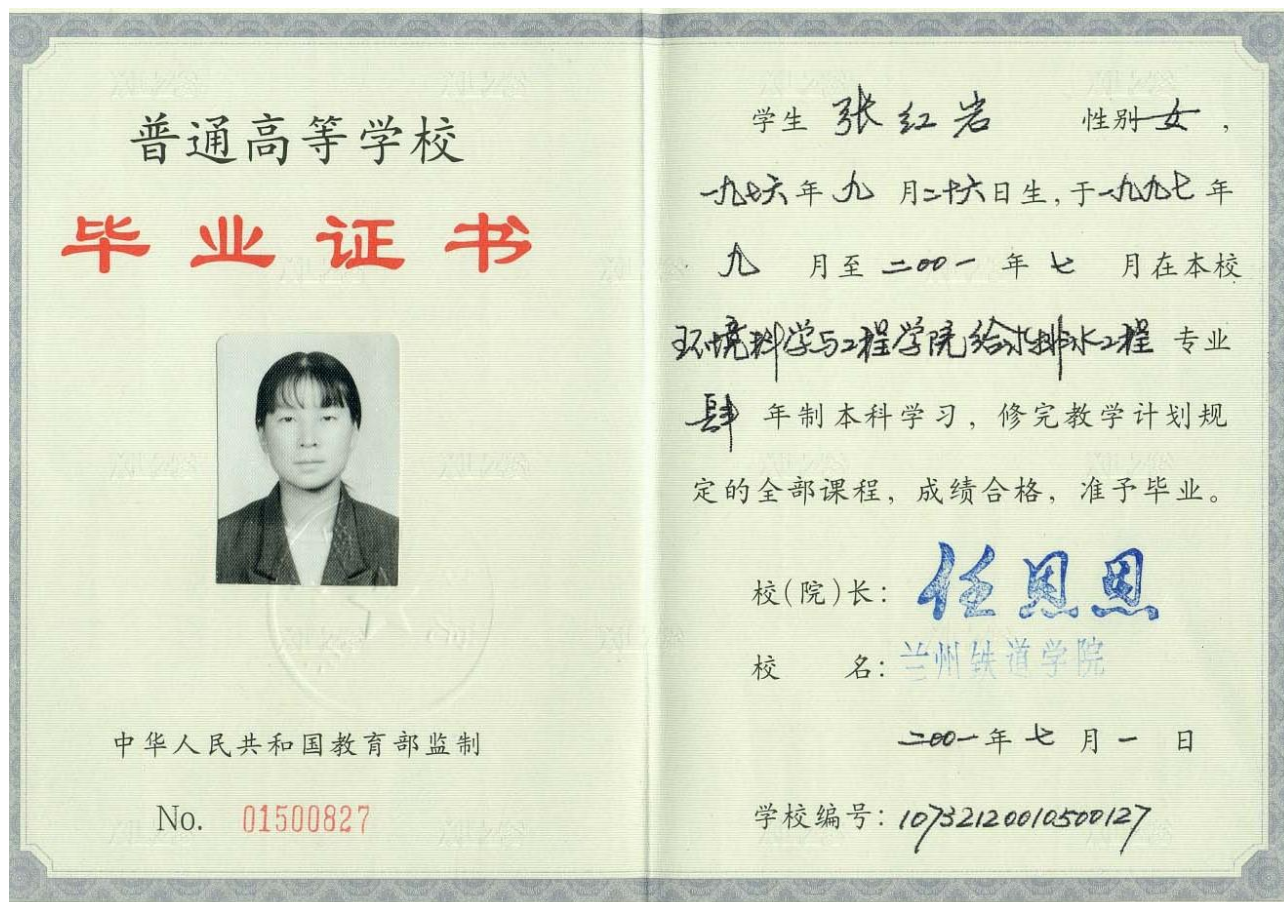 普通高等学校
毕业证书
中华人民共和国教育部监制
No. 01500827
学生 张红岩 性别 女，
一九七六年九月二十六日生，于一九九七年
九月至二〇〇一年七月在本校
环境科学与工程学院给水排水工程专业
肆年制本科学习，修完教学计划规
定的全部课程，成绩合格，准予毕业。
校(院)长：任恩恩
校 名：兰州铁道学院
二〇〇一年七月一日
学校编号：10732120010500127